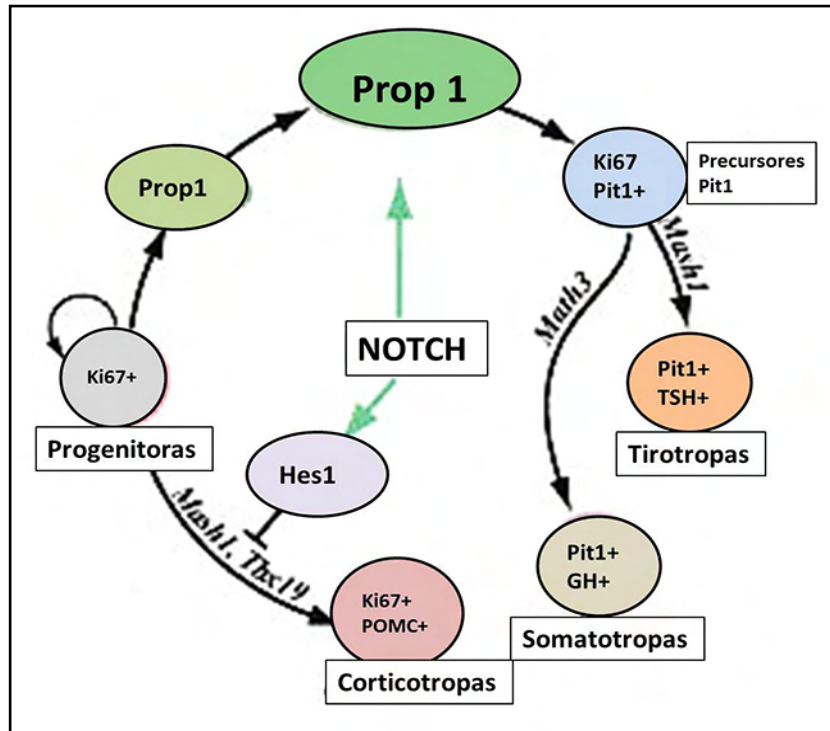 Prop 1
Prop1
Ki67
Pit1+
Precursores
Pit1
Mash1
Math3
NOTCH
Ki67+
Progenitoras
Pit1+
TSH+
Tirotropas
Hes1
Mash1, Tbx19
Pit1+
GH+
Somatotropas
Ki67+
POMC+
Corticotropas